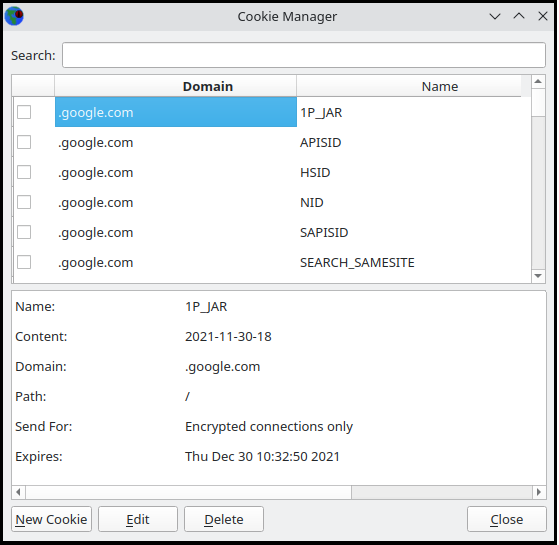 Cookie Manager
Search:
Domain Name
.google.com 1P_JAR
.google.com APISID
.google.com HSID
.google.com NID
.google.com SAPISID
.google.com SEARCH_SAMESITE
Name: 1P_JAR
Content: 2021-11-30-18
Domain: .google.com
Path: /
Send For: Encrypted connections only
Expires: Thu Dec 30 10:32:50 2021
New Cookie Edit Delete Close